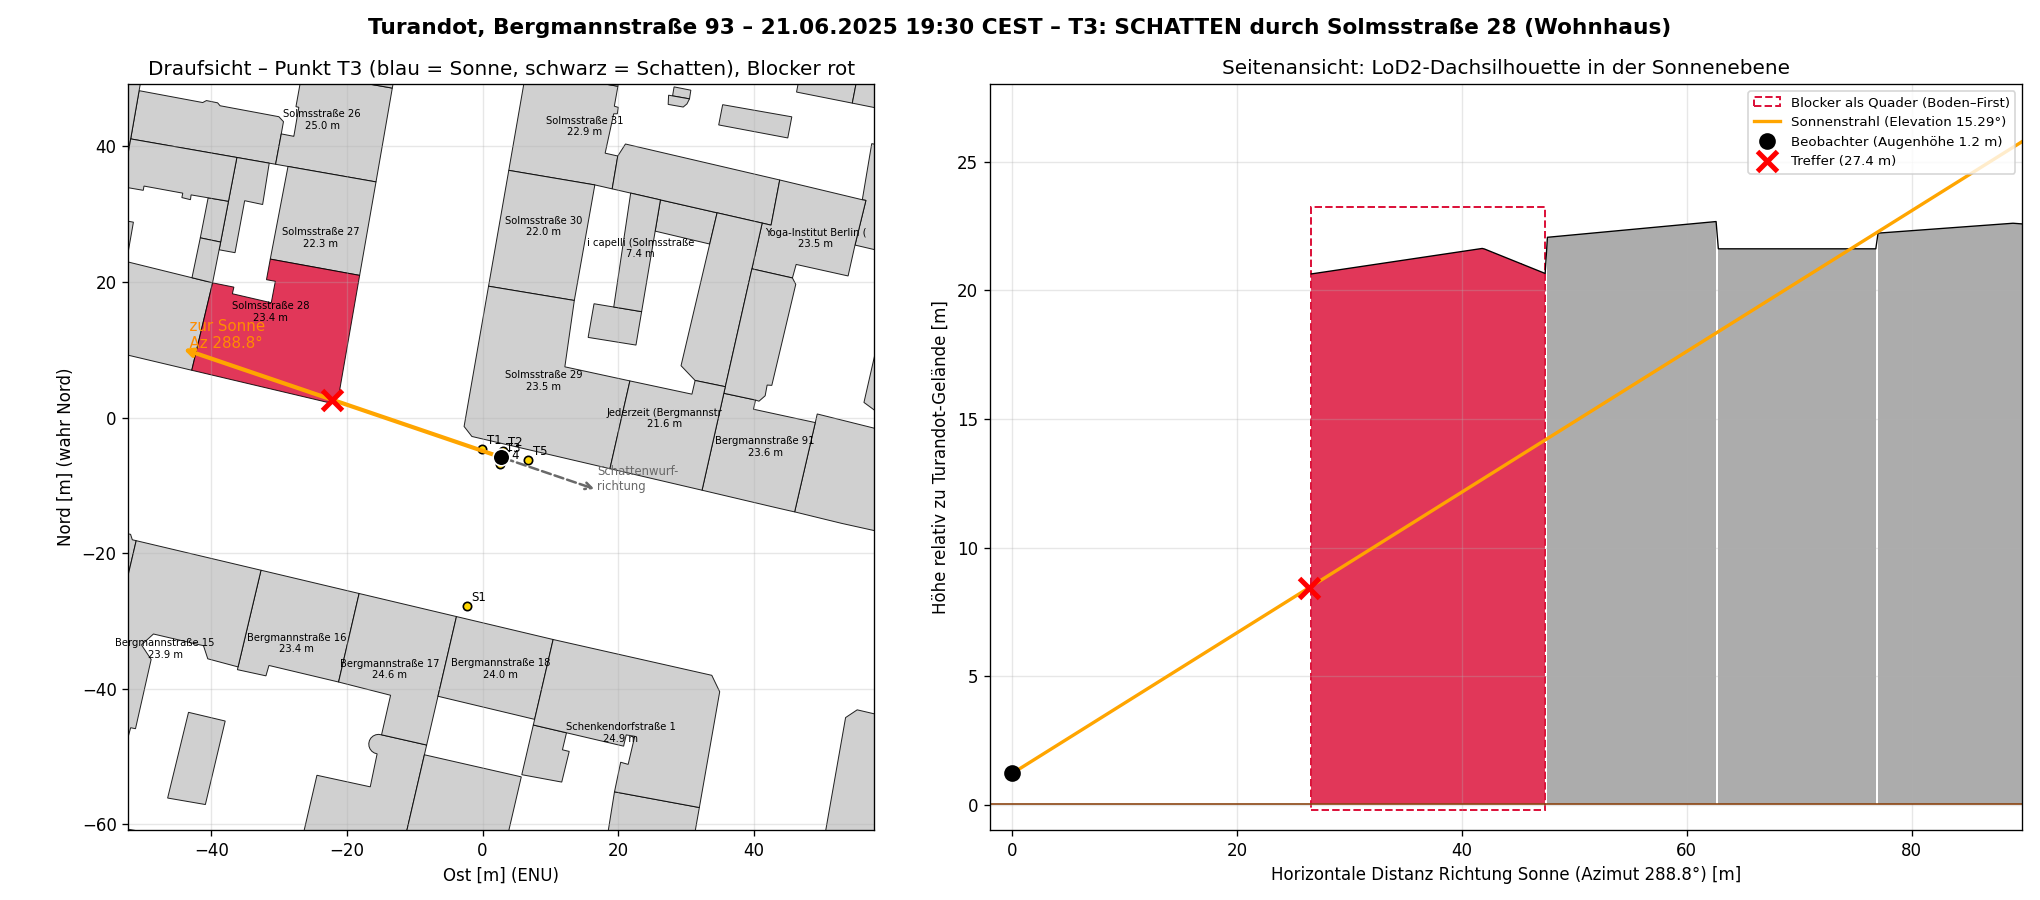 Turandot, Bergmannstraße 93 – 21.06.2025 19:30 CEST – T3: SCHATTEN durch Solmsstraße 28 (Wohnhaus)
Draufsicht – Punkt T3 (blau = Sonne, schwarz = Schatten), Blocker rot
Nord [m] (wahr Nord)
40
20
0
−20
−40
−60
−40
−20
0
20
40
Ost [m] (ENU)
Solmsstraße 26
25.0 m
Solmsstraße 31
22.9 m
Solmsstraße 27
22.3 m
Solmsstraße 30
22.0 m
i capelli (Solmsstraße
7.4 m
Yoga-Institut Berlin (
23.5 m
Solmsstraße 28
23.4 m
zur Sonne
Az 288.8°
Solmsstraße 29
23.5 m
Jederzeit (Bergmannstr
21.6 m
Bergmannstraße 91
23.6 m
T1
T2
T3
4
T5
Schattenwurf-
richtung
S1
Bergmannstraße 15
23.9 m
Bergmannstraße 16
23.4 m
Bergmannstraße 17
24.6 m
Bergmannstraße 18
24.0 m
Schenkendorfstraße 1
24.9 m
Seitenansicht: LoD2-Dachsilhouette in der Sonnenebene
Blocker als Quader (Boden–First)
Sonnenstrahl (Elevation 15.29°)
Beobachter (Augenhöhe 1.2 m)
Treffer (27.4 m)
Höhe relativ zu Turandot-Gelände [m]
25
20
15
10
5
0
0
20
40
60
80
Horizontale Distanz Richtung Sonne (Azimut 288.8°) [m]